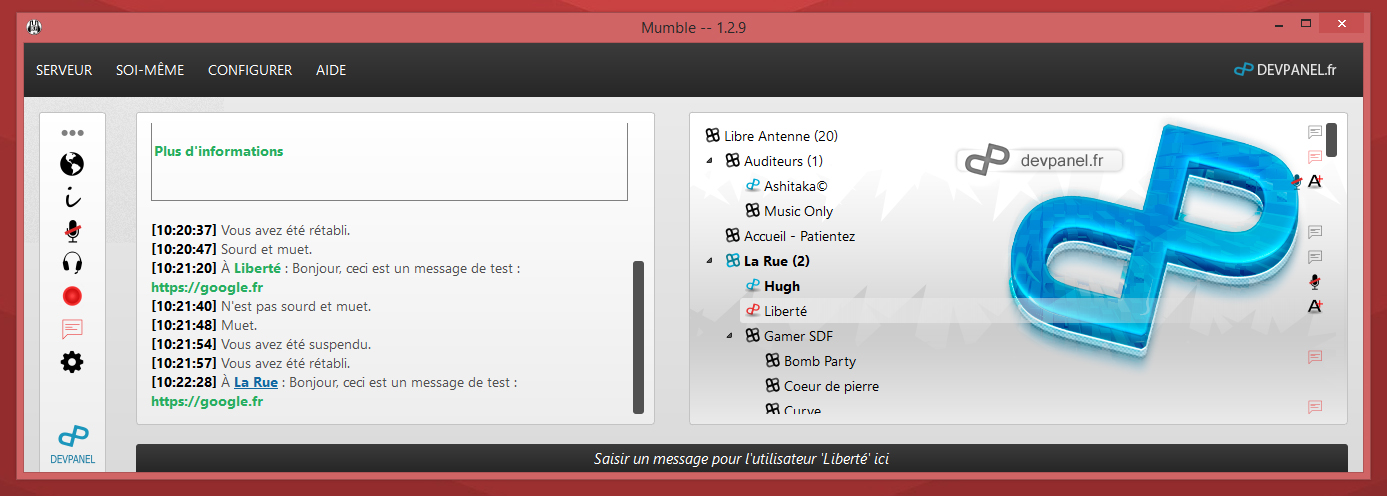 Mumble -- 1.2.9
SERVEUR SOI-MÊME CONFIGURER AIDE
DEVPANEL.fr
Plus d'informations
[10:20:37] Vous avez été rétabli.
[10:20:47] Sourd et muet.
[10:21:20] À Liberté : Bonjour, ceci est un message de test :
https://google.fr
[10:21:40] N'est pas sourd et muet.
[10:21:48] Muet.
[10:21:54] Vous avez été suspendu.
[10:21:57] Vous avez été rétabli.
[10:22:28] À La Rue : Bonjour, ceci est un message de test :
https://google.fr
DEVPANEL
Libre Antenne (20)
Auditeurs (1)
Ashitaka©
Music Only
Accueil - Patientez
La Rue (2)
Hugh
Liberté
Gamer SDF
Bomb Party
Coeur de pierre
Curve
devpanel.fr
Saisir un message pour l'utilisateur 'Liberté' ici